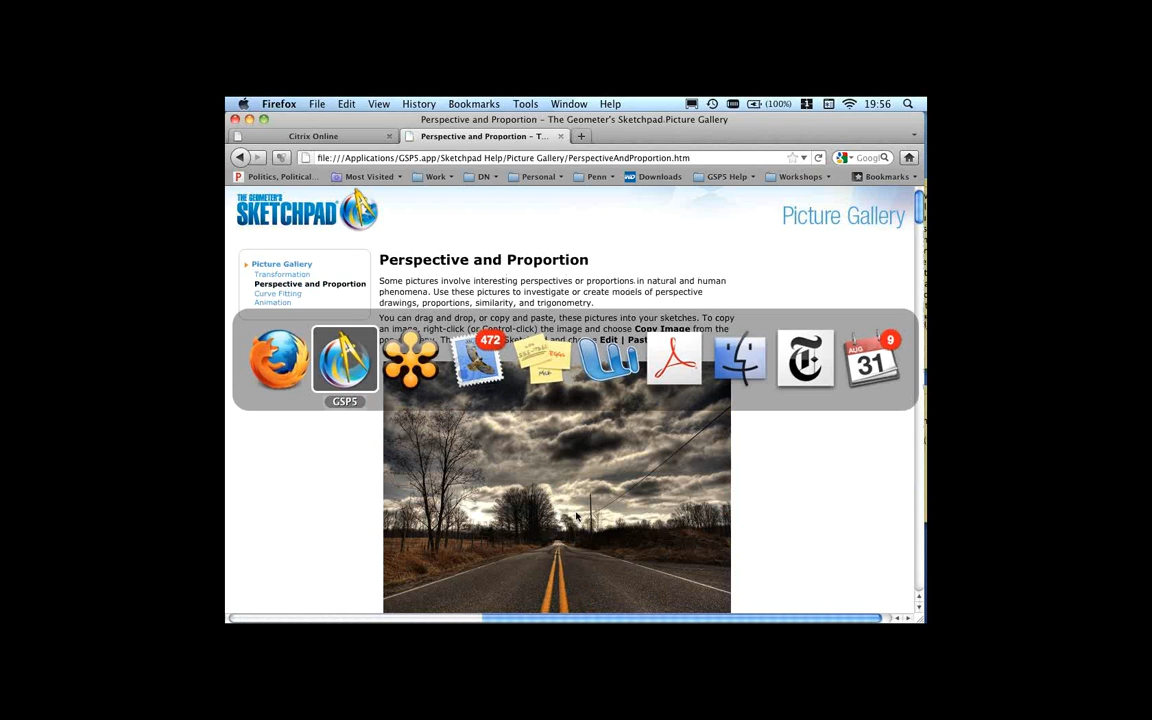 Firefox File Edit View History Bookmarks Tools Window Help (100%) 1 19:56
Perspective and Proportion – The Geometer's Sketchpad Picture Gallery
Citrix Online Perspective and Proportion – T...
file:///Applications/GSP5.app/Sketchpad Help/Picture Gallery/PerspectiveAndProportion.htm Googl
Politics, Political... Most Visited Work DN Personal Penn Downloads GSP5 Help Workshops Bookmarks
THE GEOMETER'S
SKETCHPAD
Picture Gallery
Picture Gallery
Transformation
Perspective and Proportion
Curve Fitting
Animation
Perspective and Proportion
Some pictures involve interesting perspectives or proportions in natural and human
phenomena. Use these pictures to investigate or create models of perspective
drawings, proportions, similarity, and trigonometry.
You can drag and drop, or copy and paste, these pictures into your sketches. To copy
an image, right-click (or Control-click) the image and choose Copy Image from the
Edit | Past
472
AUG
31
9
GSP5